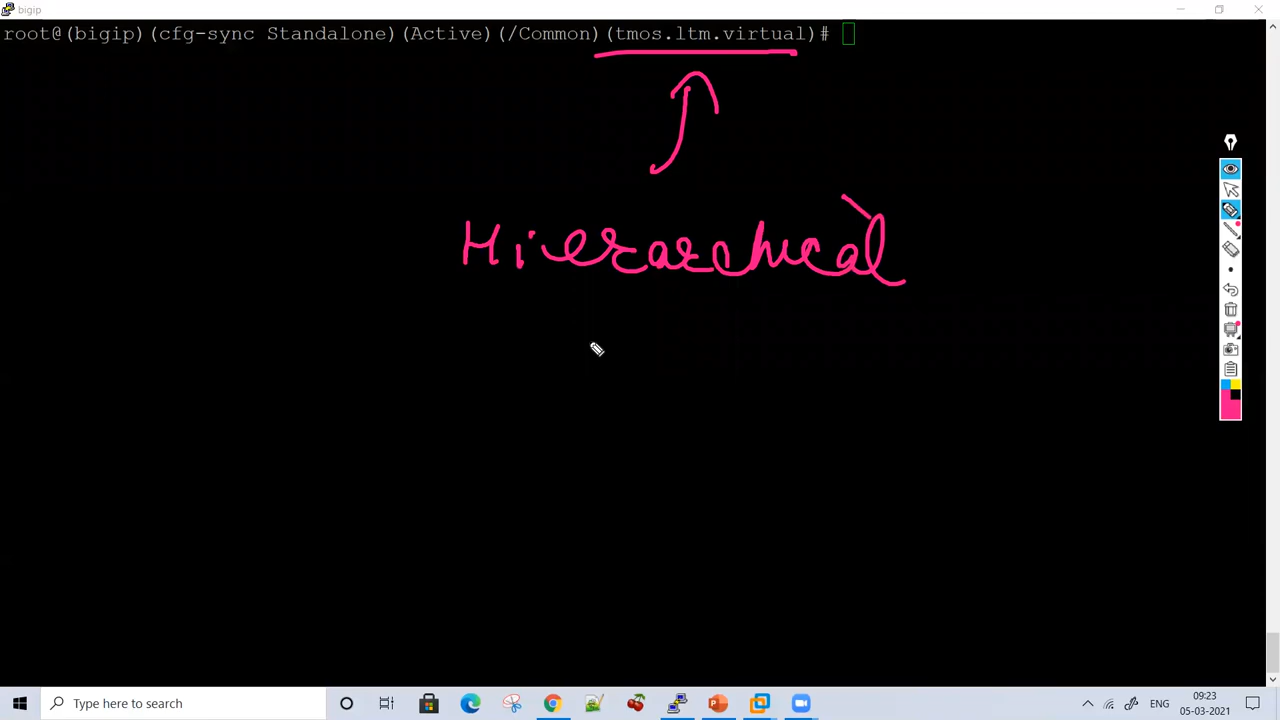 bigip
root@(bigip)(cfg-sync Standalone)(Active)(/Common)(tmos.ltm.virtual)#
Hierarchical
Type here to search
ENG
09:23
05-03-2021